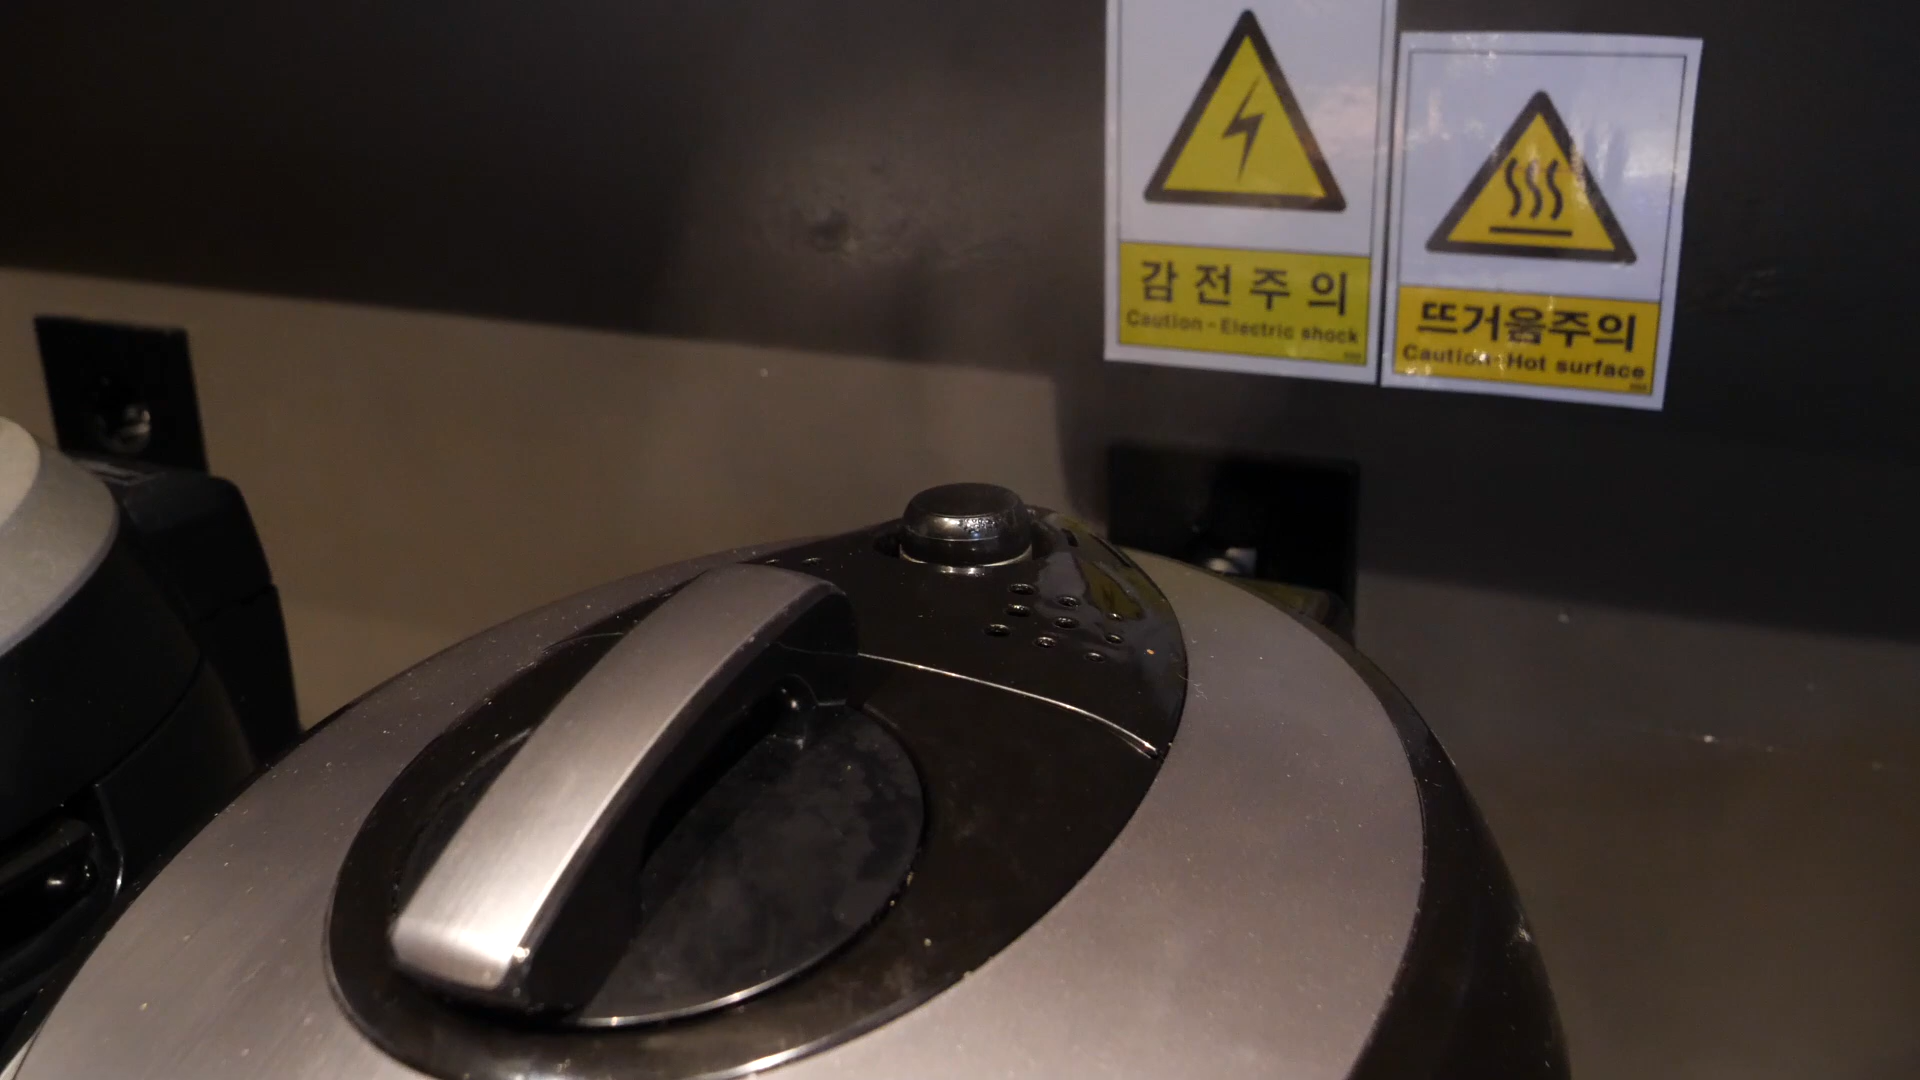 감전주의
Caution - Electric shock
뜨거움주의
Caution - Hot surface